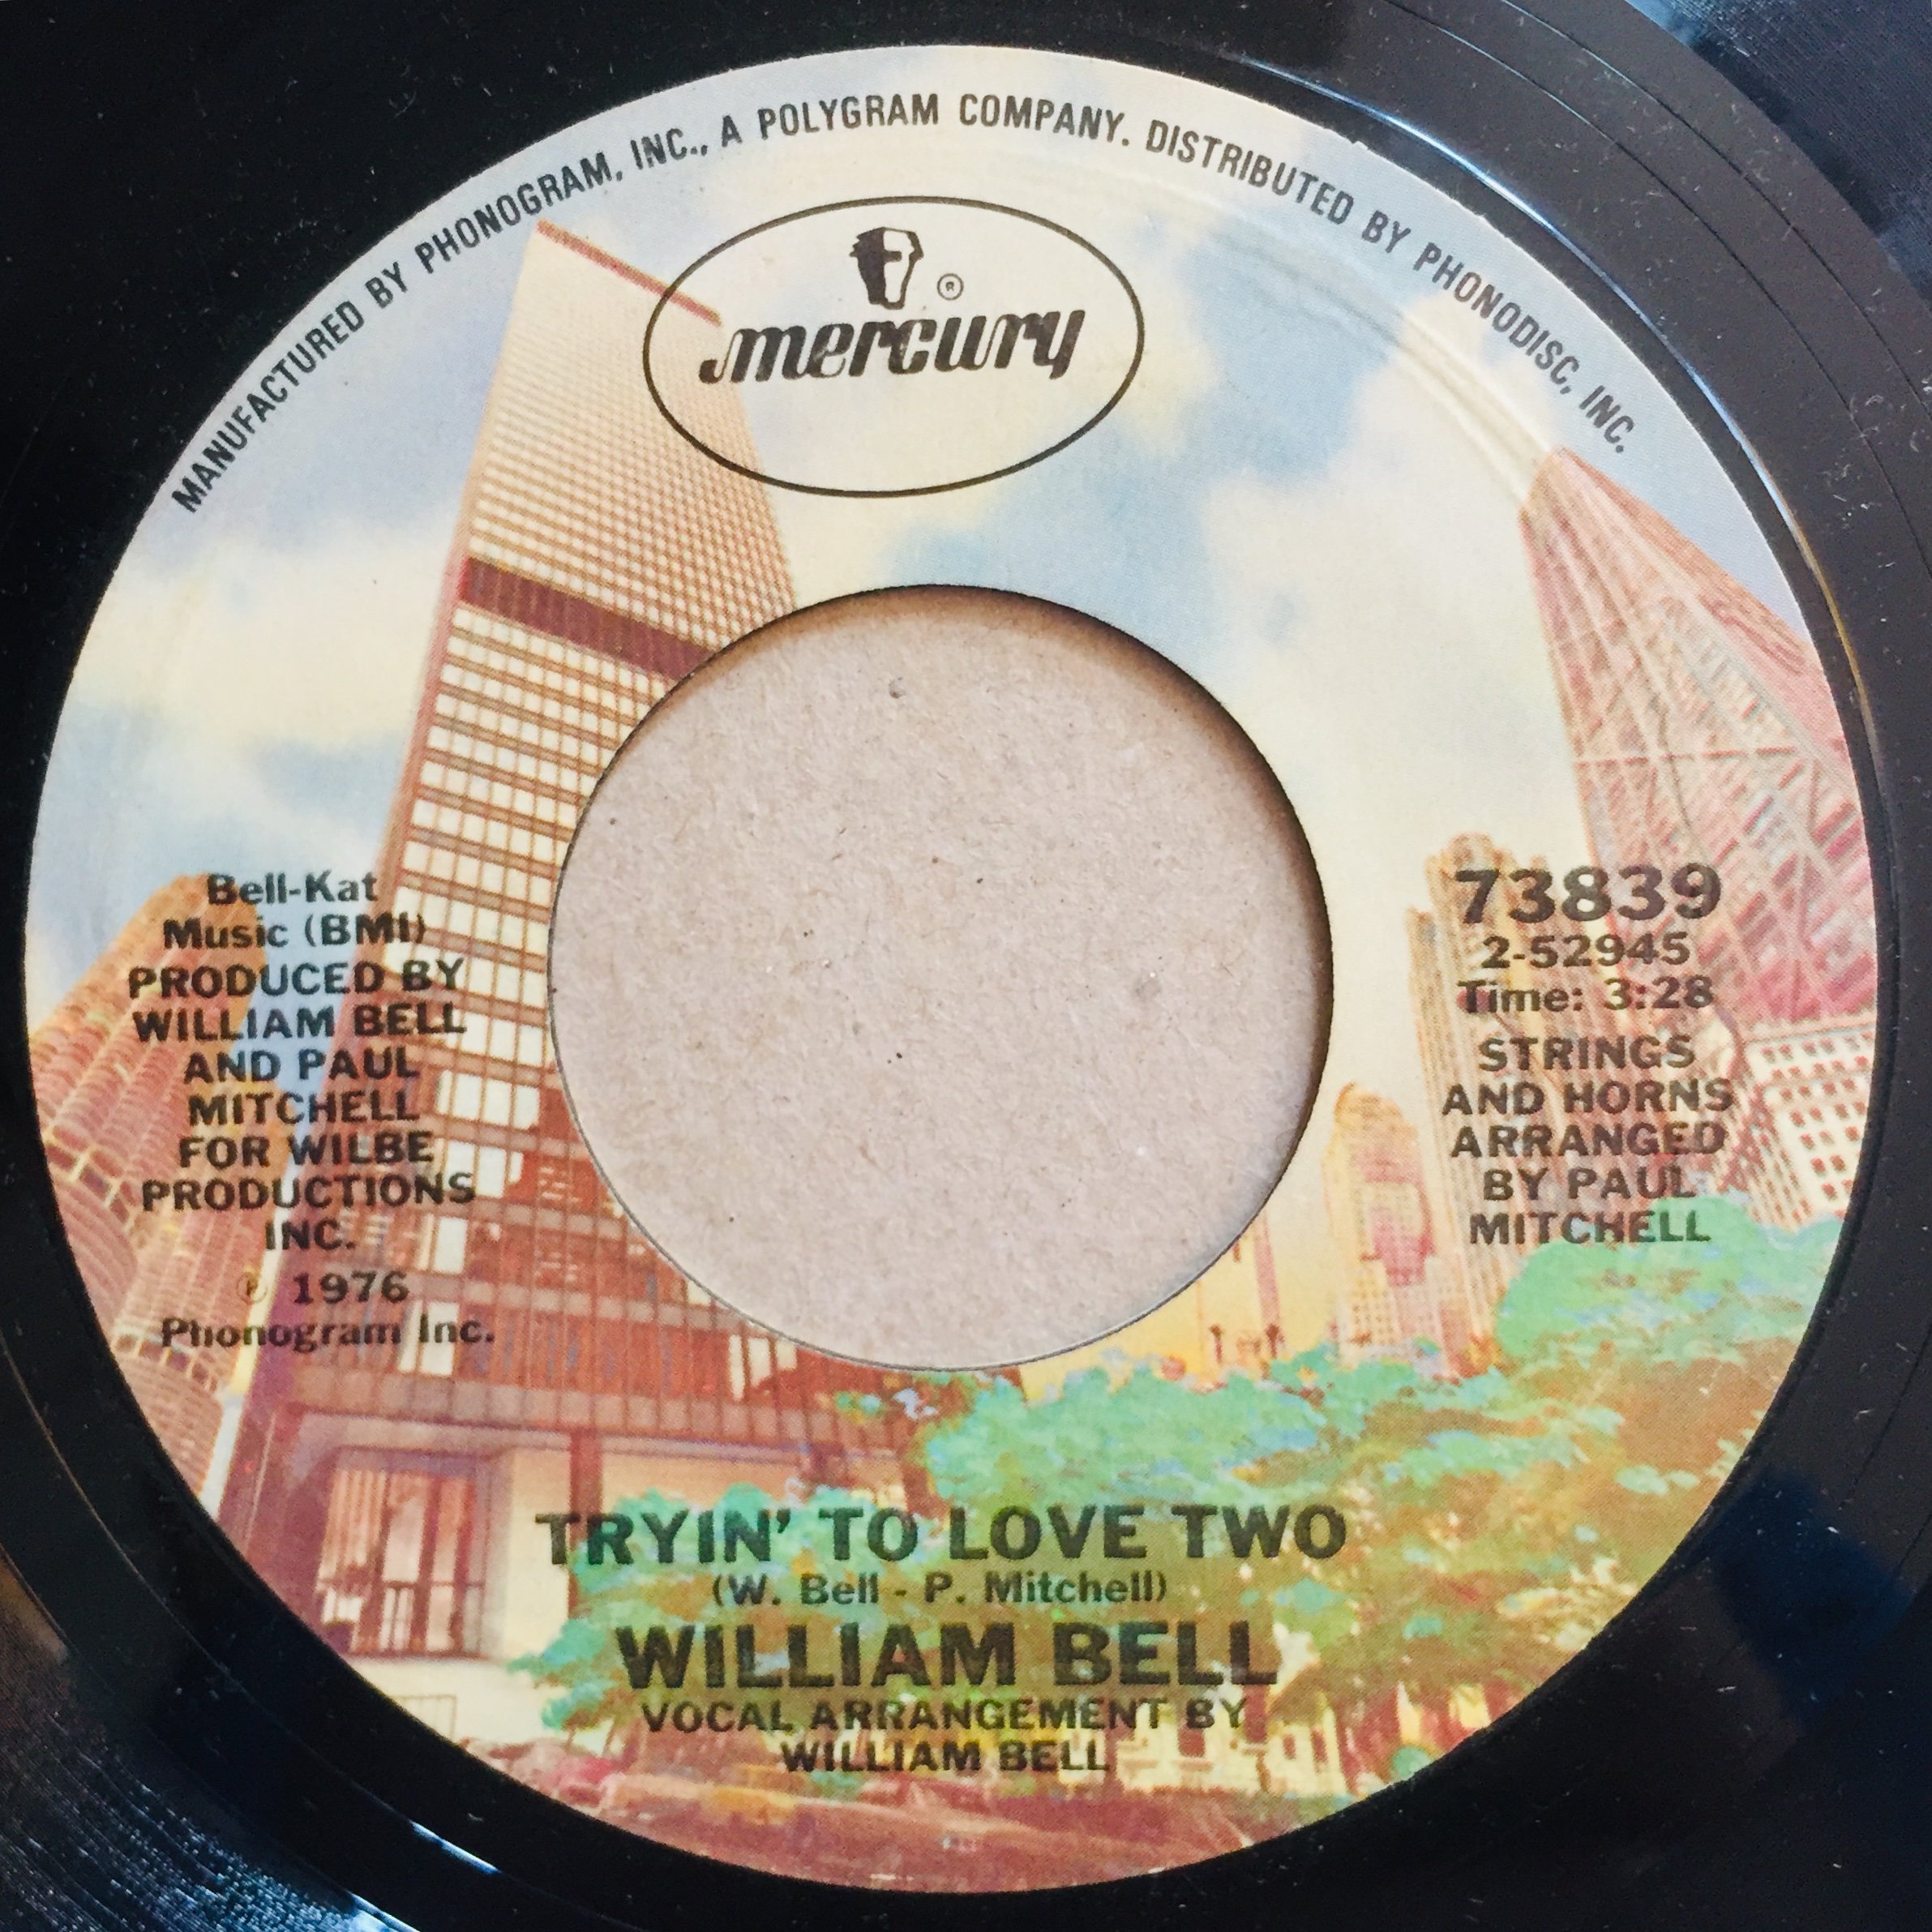 MANUFACTURED BY PHONOGRAM, INC., A POLYGRAM COMPANY. DISTRIBUTED BY PHONODISC, INC.
®
mercury
Bell-Kat
Music (BMI)
PRODUCED BY
WILLIAM BELL
AND PAUL
MITCHELL
FOR WILBE
PRODUCTIONS
INC.
℗ 1976
Phonogram Inc.
73839
2-52945
Time: 3:28
STRINGS
AND HORNS
ARRANGED
BY PAUL
MITCHELL
TRYIN' TO LOVE TWO
(W. Bell - P. Mitchell)
WILLIAM BELL
VOCAL ARRANGEMENT BY
WILLIAM BELL